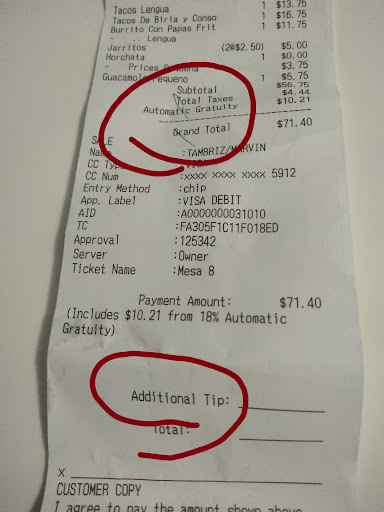 Tacos Lengua 1 $13.75
Tacos De Birla y Conso 1 $16.75
Burrito Con Papas Frit 1 $11.75
- .. Lengua
Jarritos (2@$2.50) $5.00
Horchata 1 $0.00
- Prices $3.75
Guacamole Pequeno 1 $5.75
Subtotal $56.75
Total Taxes $4.44
Automatic Gratuity $10.21
Grand Total $71.40
SALE
Name :TAMBRIZ/MARVIN
CC Type :VISA
CC Num :xxxx xxxx xxxx 5912
Entry Method :chip
App. Label :VISA DEBIT
AID :A0000000031010
TC :FA305F1C11F018ED
Approval :125342
Server :Owner
Ticket Name :Mesa 8
Payment Amount: $71.40
(Includes $10.21 from 18% Automatic
Gratuity)
Additional Tip:
Total:
X
CUSTOMER COPY
I agree to pay the amount shown above